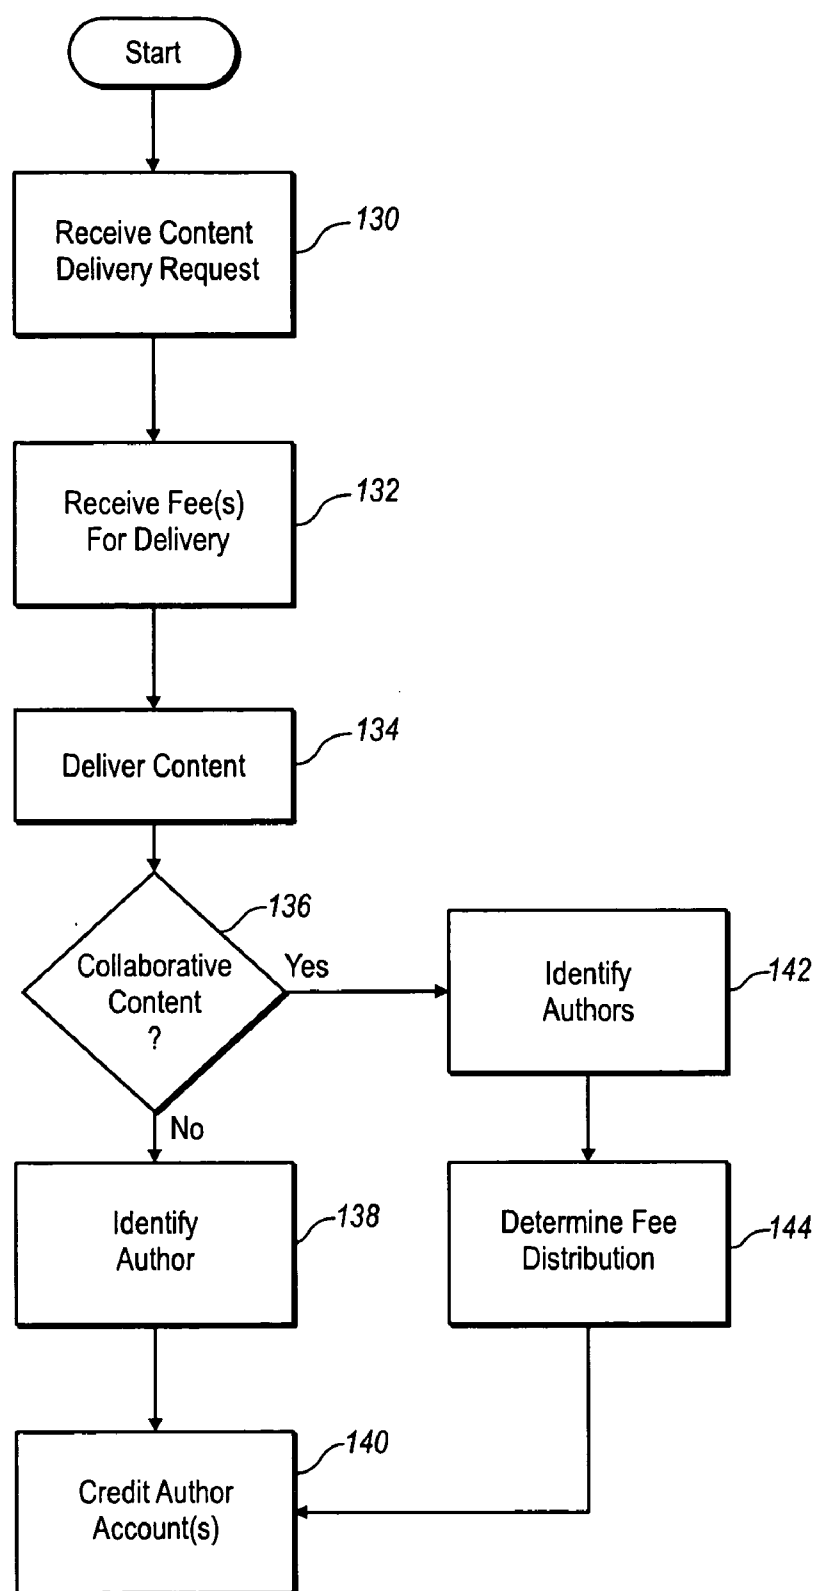 Start
Receive Content
Delivery Request
130
Receive Fee(s)
For Delivery
132
Deliver Content
134
Collaborative
Content
?
136
Yes
No
Identify
Authors
142
Identify
Author
138
Determine Fee
Distribution
144
Credit Author
Account(s)
140